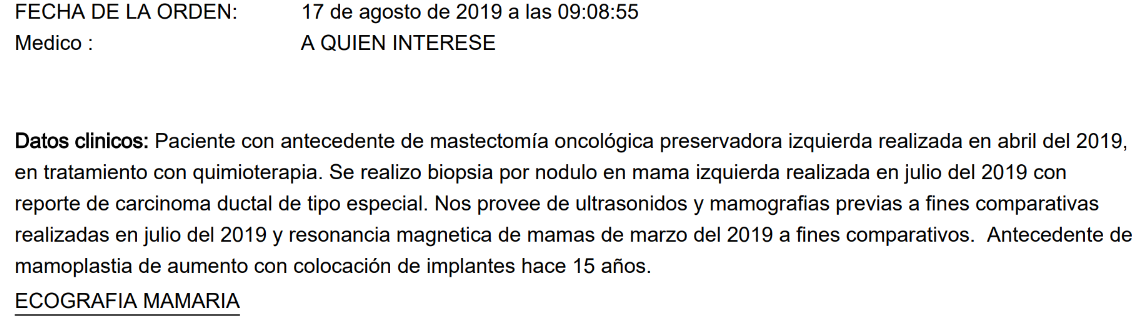 FECHA DE LA ORDEN: 17 de agosto de 2019 a las 09:08:55
Medico : A QUIEN INTERESE
Datos clinicos: Paciente con antecedente de mastectomía oncológica preservadora izquierda realizada en abril del 2019,
en tratamiento con quimioterapia. Se realizo biopsia por nodulo en mama izquierda realizada en julio del 2019 con
reporte de carcinoma ductal de tipo especial. Nos provee de ultrasonidos y mamografias previas a fines comparativas
realizadas en julio del 2019 y resonancia magnetica de mamas de marzo del 2019 a fines comparativos.  Antecedente de
mamoplastia de aumento con colocación de implantes hace 15 años.
ECOGRAFIA MAMARIA